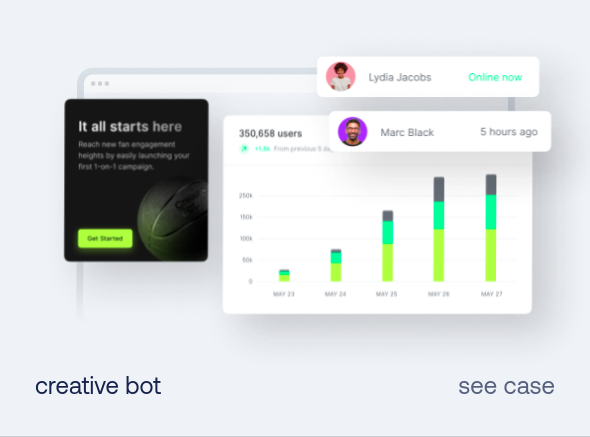 Lydia Jacobs
Online now
It all starts here
Reach new fan engagement
heights by easily launching your
first 1-on-1 campaign.
Get Started
350,658 users
+1.6k From previous 5
Marc Black
5 hours ago
250k
150k
100k
50k
0
MAY 23
MAY 24
MAY 25
MAY 26
MAY 27
creative bot
see case